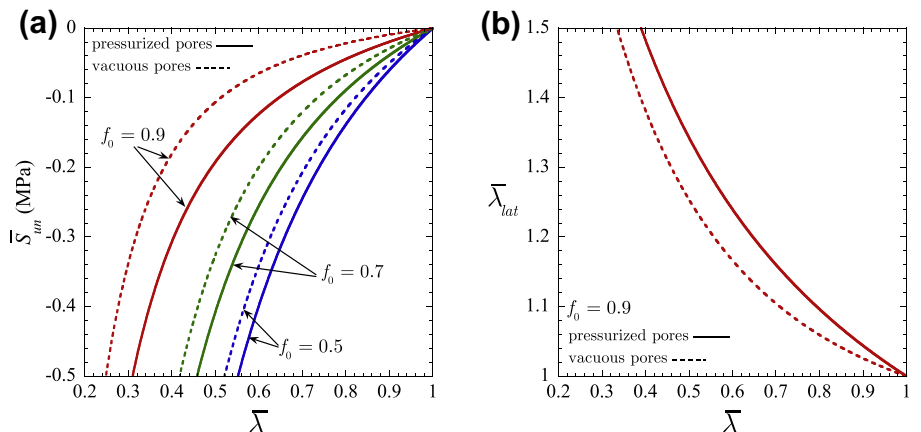 (a)
pressurized pores
vacuous pores
f₀ = 0.9
f₀ = 0.7
f₀ = 0.5
S̅ᵤₙ (MPa)
0
-0.1
-0.2
-0.3
-0.4
-0.5
0.2 0.3 0.4 0.5 0.6 0.7 0.8 0.9 1
λ̅
(b)
1.5
1.4
1.3
1.2
1.1
1
λ̅_lat
f₀ = 0.9
pressurized pores
vacuous pores
0.2 0.3 0.4 0.5 0.6 0.7 0.8 0.9 1
λ̅